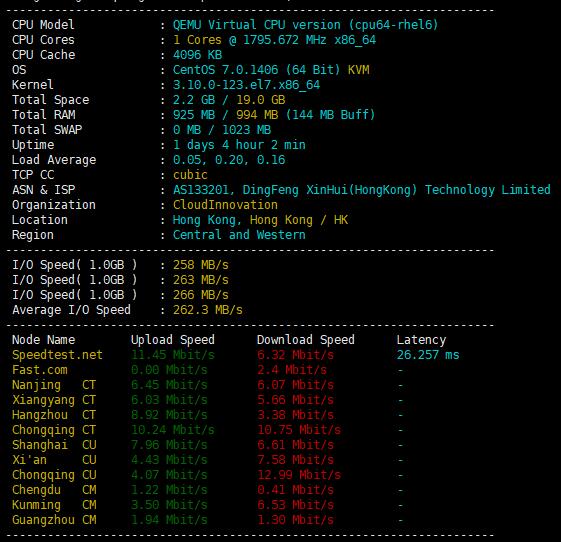 CPU Model : QEMU Virtual CPU version (cpu64-rhel6)
CPU Cores : 1 Cores @ 1795.672 MHz x86_64
CPU Cache : 4096 KB
OS : CentOS 7.0.1406 (64 Bit) KVM
Kernel : 3.10.0-123.el7.x86_64
Total Space : 2.2 GB / 19.0 GB
Total RAM : 925 MB / 994 MB (144 MB Buff)
Total SWAP : 0 MB / 1023 MB
Uptime : 1 days 4 hour 2 min
Load Average : 0.05, 0.20, 0.16
TCP CC : cubic
ASN & ISP : AS133201, DingFeng XinHui(HongKong) Technology Limited
Organization : CloudInnovation
Location : Hong Kong, Hong Kong / HK
Region : Central and Western
I/O Speed( 1.0GB ) : 258 MB/s
I/O Speed( 1.0GB ) : 263 MB/s
I/O Speed( 1.0GB ) : 266 MB/s
Average I/O Speed : 262.3 MB/s
Node Name Upload Speed Download Speed Latency
Speedtest.net 11.45 Mbit/s 6.32 Mbit/s 26.257 ms
Fast.com 0.00 Mbit/s 2.4 Mbit/s -
Nanjing CT 6.45 Mbit/s 6.07 Mbit/s -
Xiangyang CT 6.03 Mbit/s 5.66 Mbit/s -
Hangzhou CT 8.92 Mbit/s 3.38 Mbit/s -
Chongqing CT 10.24 Mbit/s 10.75 Mbit/s -
Shanghai CU 7.96 Mbit/s 6.61 Mbit/s -
Xi'an CU 4.43 Mbit/s 7.58 Mbit/s -
Chongqing CU 4.07 Mbit/s 12.99 Mbit/s -
Chengdu CM 1.22 Mbit/s 0.41 Mbit/s -
Kunming CM 3.50 Mbit/s 6.53 Mbit/s -
Guangzhou CM 1.94 Mbit/s 1.30 Mbit/s -